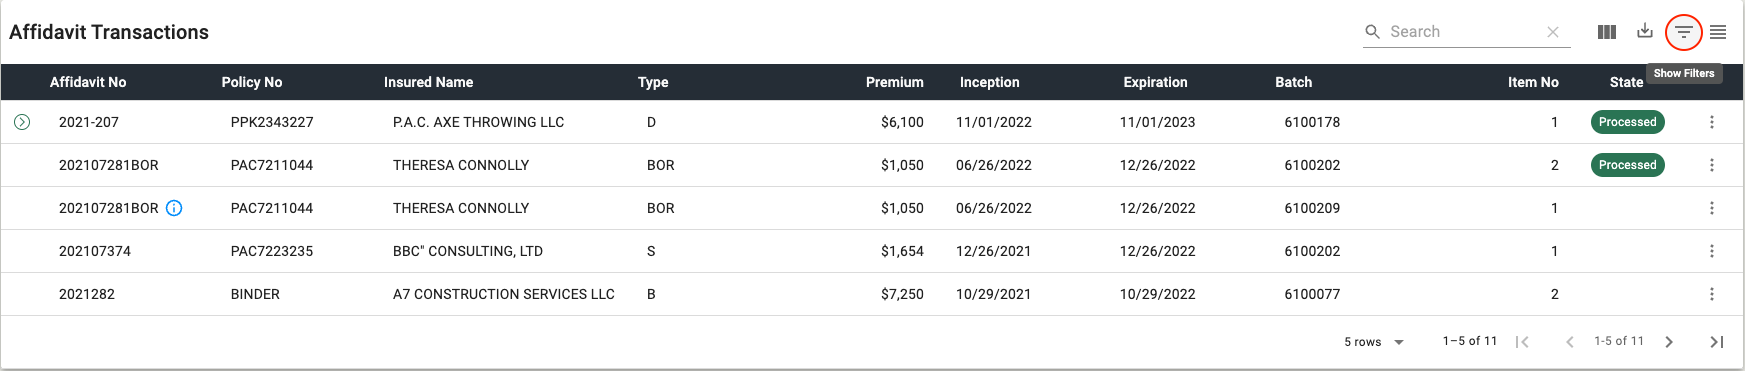 Affidavit Transactions Search
Show Filters
Affidavit No Policy No Insured Name Type Premium Inception Expiration Batch Item No State
2021-207 PPK2343227 P.A.C. AXE THROWING LLC D $6,100 11/01/2022 11/01/2023 6100178 1 Processed
202107281BOR PAC7211044 THERESA CONNOLLY BOR $1,050 06/26/2022 12/26/2022 6100202 2 Processed
202107281BOR PAC7211044 THERESA CONNOLLY BOR $1,050 06/26/2022 12/26/2022 6100209 1
202107374 PAC7223235 BBC" CONSULTING, LTD S $1,654 12/26/2021 12/26/2022 6100202 1
2021282 BINDER A7 CONSTRUCTION SERVICES LLC B $7,250 10/29/2021 10/29/2022 6100077 2
5 rows 1–5 of 11 1-5 of 11